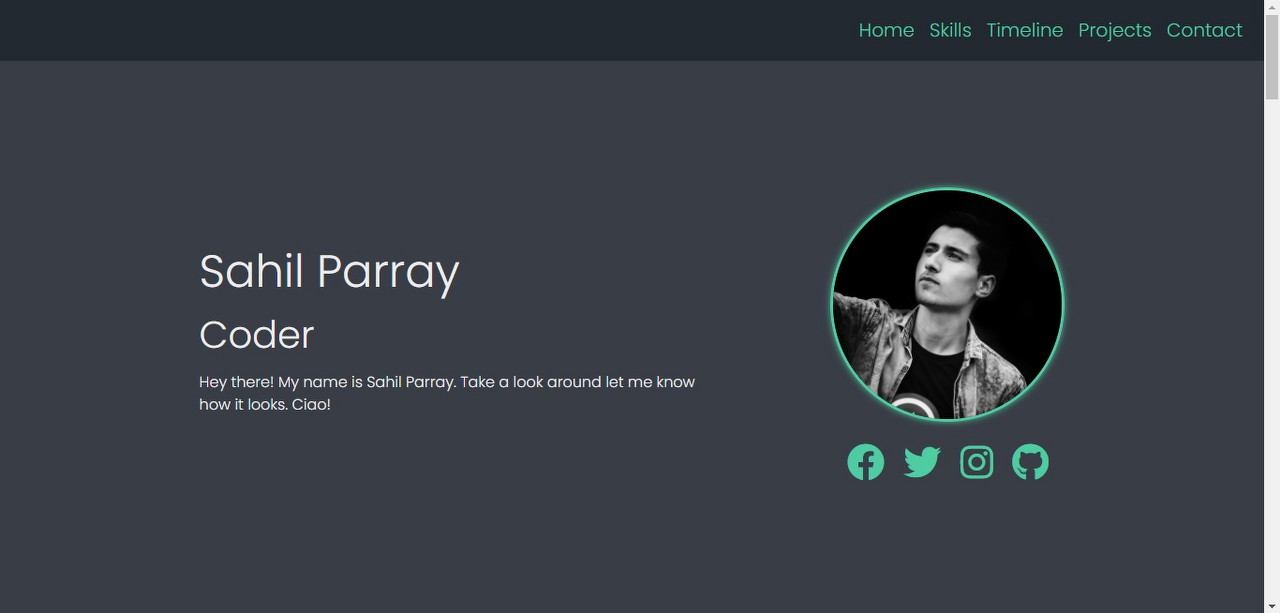 Home Skills Timeline Projects Contact
Sahil Parray
Coder
Hey there! My name is Sahil Parray. Take a look around let me know
how it looks. Ciao!